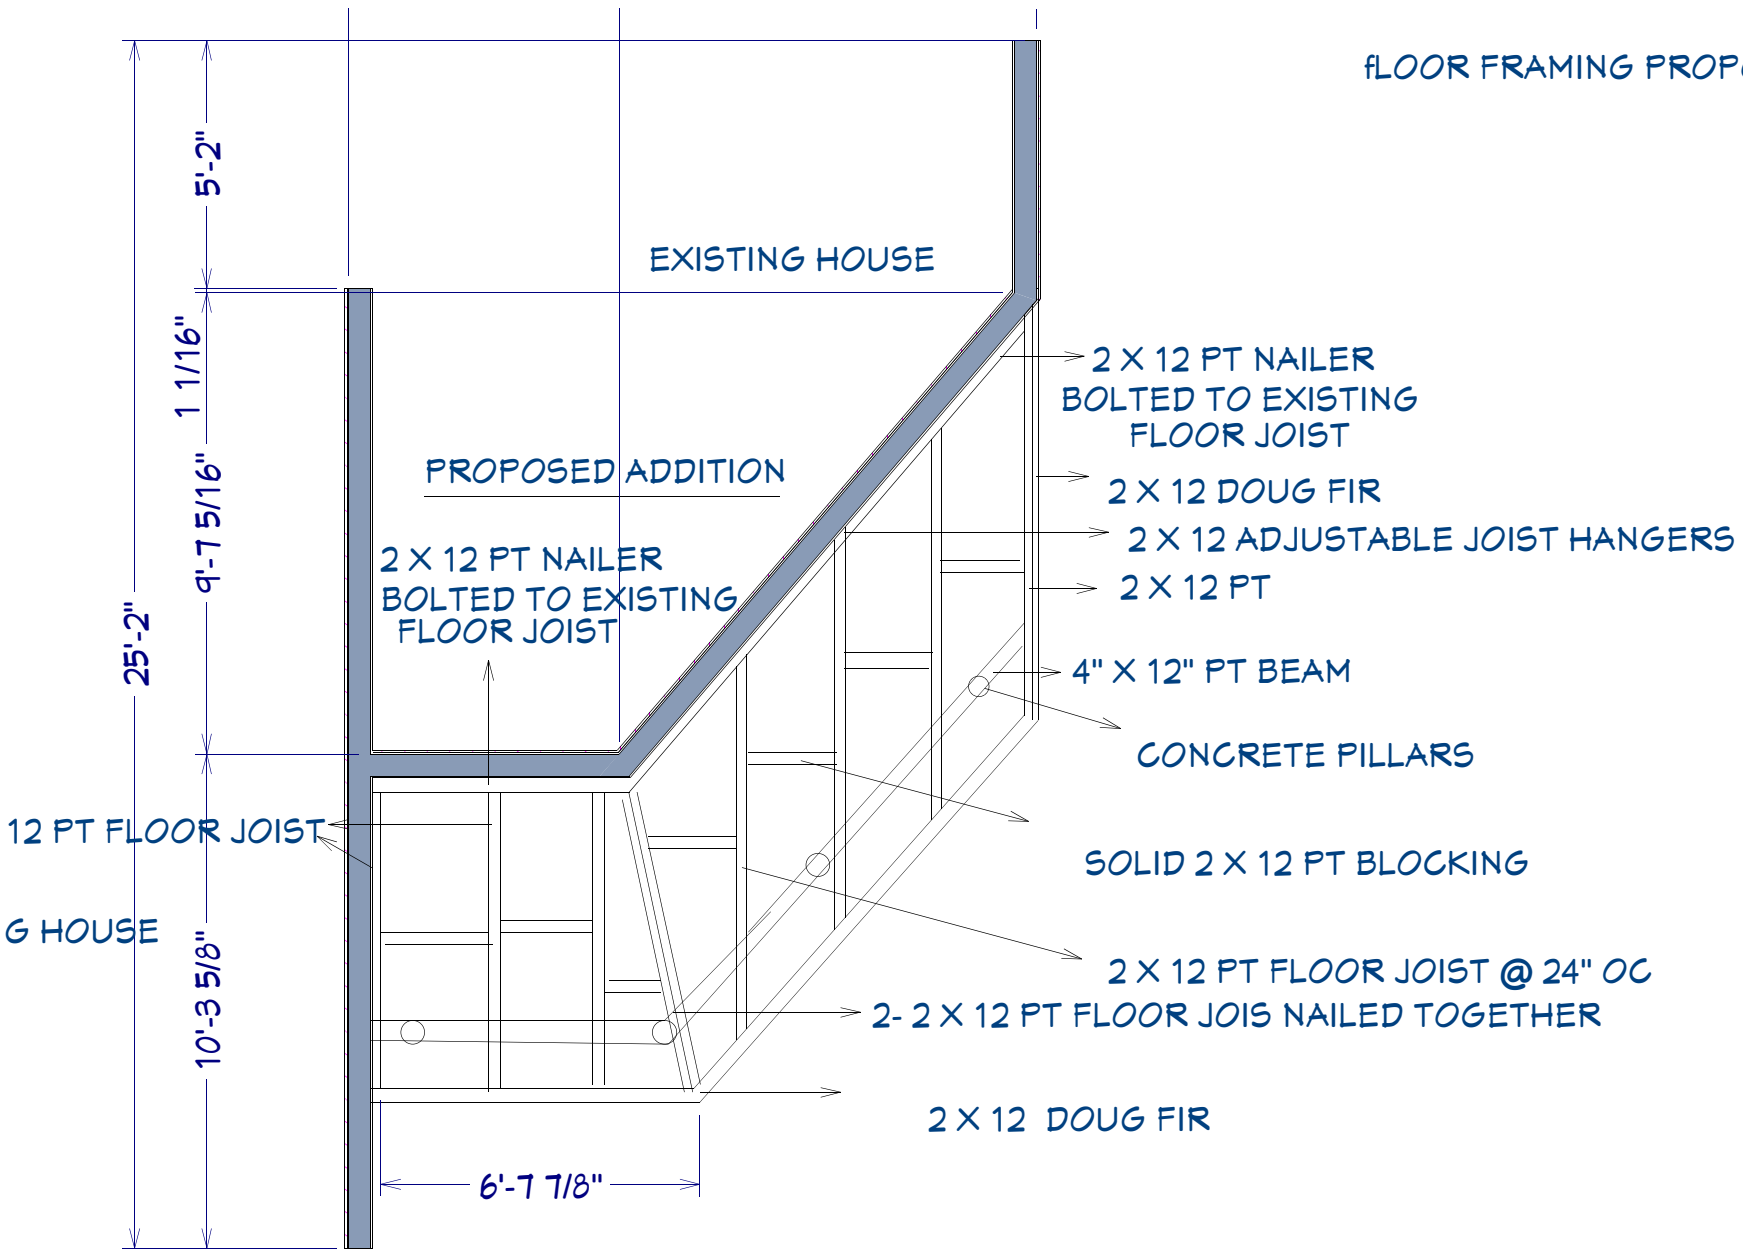 fLOOR FRAMING
5'-2"
EXISTING HOUSE
1 1/16"
2 X 12 PT NAILER
BOLTED TO EXISTING
FLOOR JOIST
PROPOSED ADDITION
2 X 12 DOUG FIR
9'-7 5/16"
2 X 12 ADJUSTABLE JOIST HANGERS
2 X 12 PT NAILER
BOLTED TO EXISTING
FLOOR JOIST
2 X 12 PT
25'-2"
4" X 12" PT BEAM
CONCRETE PILLARS
12 PT FLOOR JOIST
SOLID 2 X 12 PT BLOCKING
G HOUSE
10'-3 5/8"
2 X 12 PT FLOOR JOIST @ 24" OC
2- 2 X 12 PT FLOOR JOIS NAILED TOGETHER
2 X 12 DOUG FIR
6'-7 7/8"